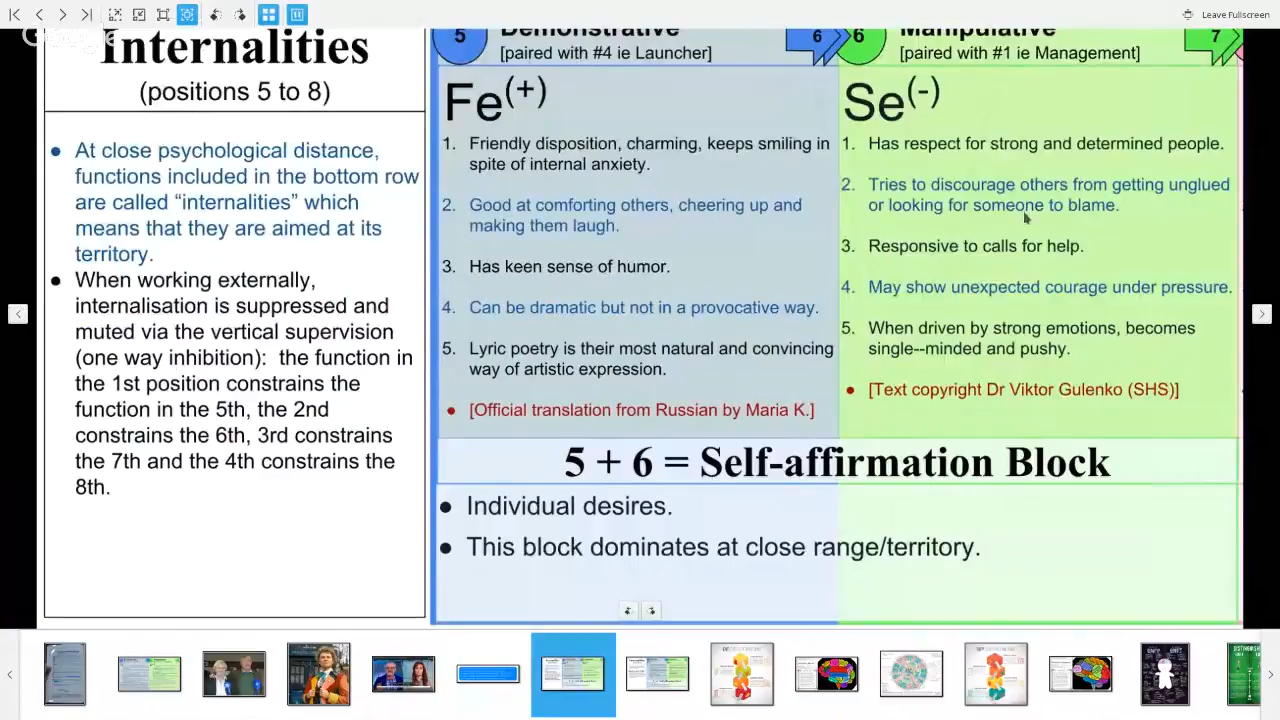 Leave Fullscreen
Google
Internalities
(positions 5 to 8)
● At close psychological distance,
functions included in the bottom row
are called “internalities” which
means that they are aimed at its
territory.
● When working externally,
internalisation is suppressed and
muted via the vertical supervision
(one way inhibition): the function in
the 1st position constrains the
function in the 5th, the 2nd
constrains the 6th, 3rd constrains
the 7th and the 4th constrains the
8th.
5
Demonstrative
[paired with #4 ie Launcher]
6
Fe(+)
1. Friendly disposition, charming, keeps smiling in
spite of internal anxiety.
2. Good at comforting others, cheering up and
making them laugh.
3. Has keen sense of humor.
4. Can be dramatic but not in a provocative way.
5. Lyric poetry is their most natural and convincing
way of artistic expression.
● [Official translation from Russian by Maria K.]
6
Manipulative
[paired with #1 ie Management]
7
Se(-)
1. Has respect for strong and determined people.
2. Tries to discourage others from getting unglued
or looking for someone to blame.
3. Responsive to calls for help.
4. May show unexpected courage under pressure.
5. When driven by strong emotions, becomes
single--minded and pushy.
● [Text copyright Dr Viktor Gulenko (SHS)]
5 + 6 = Self-affirmation Block
● Individual desires.
● This block dominates at close range/territory.